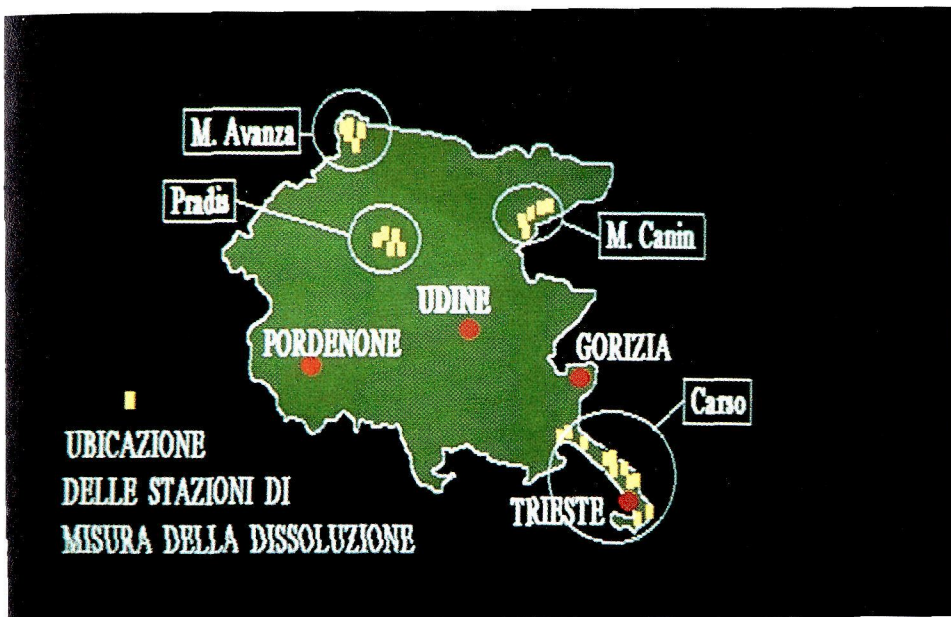 M. Avanza
Pradis
M. Canin
UDINE
PORDENONE
GORIZIA
Carso
TRIESTE
UBICAZIONE
DELLE STAZIONI DI
MISURA DELLA DISSOLUZIONE